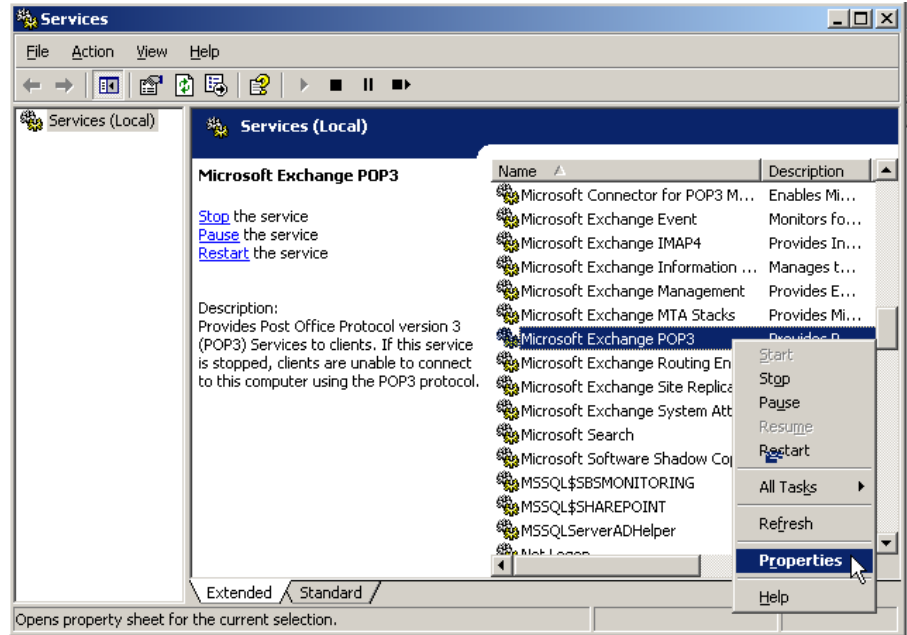 Services
File Action View Help
Services (Local)
Services (Local)
Microsoft Exchange POP3
Stop the service
Pause the service
Restart the service
Description:
Provides Post Office Protocol version 3
(POP3) Services to clients. If this service
is stopped, clients are unable to connect
to this computer using the POP3 protocol.
Name Description
Microsoft Connector for POP3 M... Enables Mi...
Microsoft Exchange Event Monitors fo...
Microsoft Exchange IMAP4 Provides In...
Microsoft Exchange Information ... Manages t...
Microsoft Exchange Management Provides E...
Microsoft Exchange MTA Stacks Provides Mi...
Microsoft Exchange POP3 Provides P...
Microsoft Exchange Routing En
Microsoft Exchange Site Replica
Microsoft Exchange System Att
Microsoft Search
Microsoft Software Shadow Co
MSSQL$SBSMONITORING
MSSQL$SHAREPOINT
MSSQLServerADHelper
Net Logon
Start
Stop
Pause
Resume
Restart
All Tasks
Refresh
Properties
Help
Extended Standard
Opens property sheet for the current selection.